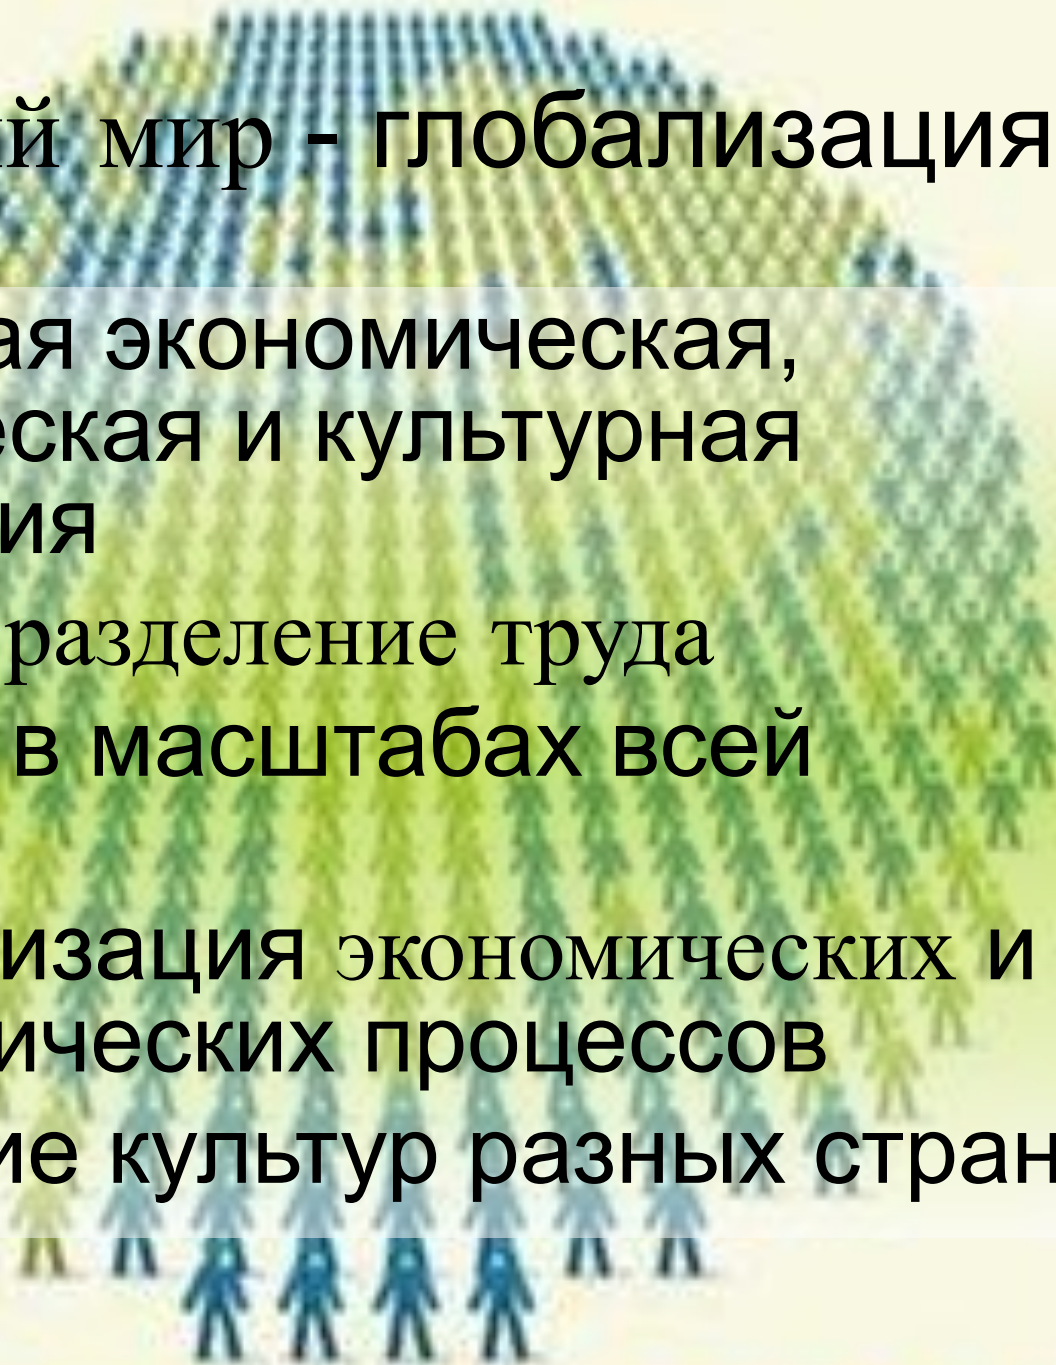 й мир - глобализация
ая экономическая,
еская и культурная
ия
разделение труда
в масштабах всей
изация экономических и
ических процессов
ие культур разных стран